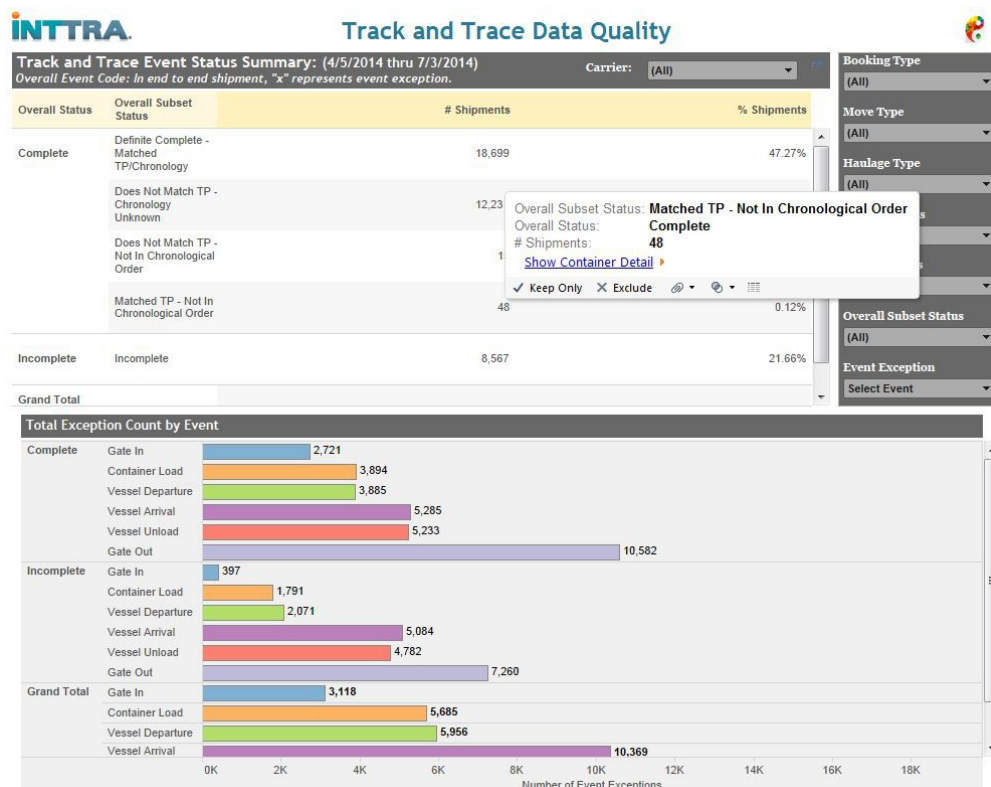 INTTRA.
Track and Trace Data Quality
Track and Trace Event Status Summary: (4/5/2014 thru 7/3/2014)
Overall Event Code: In end to end shipment, "x" represents event exception.
Carrier:
(All)
Booking Type
(All)
Move Type
(All)
Haulage Type
(All)
Overall Subset Status
(All)
Event Exception
Select Event
Overall Status
Overall Subset
Status
# Shipments
% Shipments
Complete
Definite Complete -
Matched
TP/Chronology
18,699
47.27%
Does Not Match TP -
Chronology
Unknown
12,23
Does Not Match TP -
Not In Chronological
Order
1
Matched TP - Not In
Chronological Order
48
0.12%
Incomplete
Incomplete
8,567
21.66%
Grand Total
Overall Subset Status: Matched TP - Not In Chronological Order
Overall Status: Complete
# Shipments: 48
Show Container Detail
Keep Only
Exclude
Total Exception Count by Event
Complete
Gate In 2,721
Container Load 3,894
Vessel Departure 3,885
Vessel Arrival 5,285
Vessel Unload 5,233
Gate Out 10,582
Incomplete
Gate In 397
Container Load 1,791
Vessel Departure 2,071
Vessel Arrival 5,084
Vessel Unload 4,782
Gate Out 7,260
Grand Total
Gate In 3,118
Container Load 5,685
Vessel Departure 5,956
Vessel Arrival 10,369
0K 2K 4K 6K 8K 10K 12K 14K 16K 18K
Number of Event Exceptions